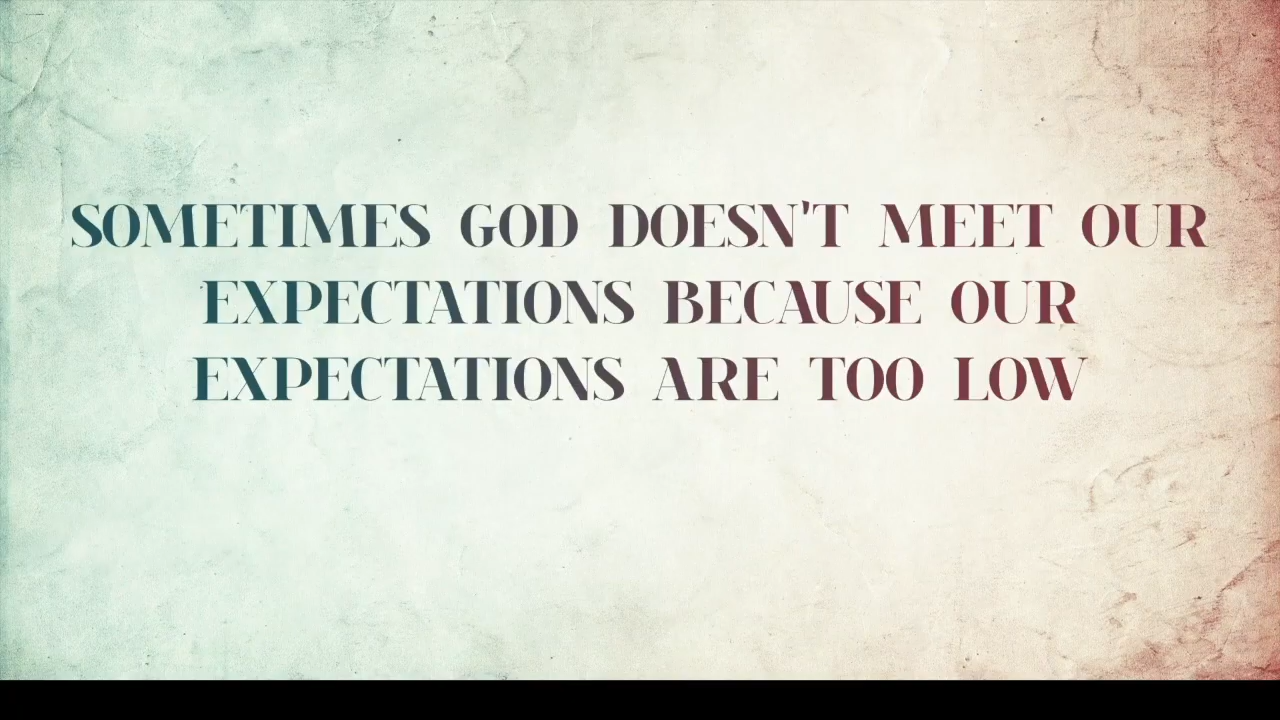 SOMETIMES GOD DOESN'T MEET OUR
EXPECTATIONS BECAUSE OUR
EXPECTATIONS ARE TOO LOW